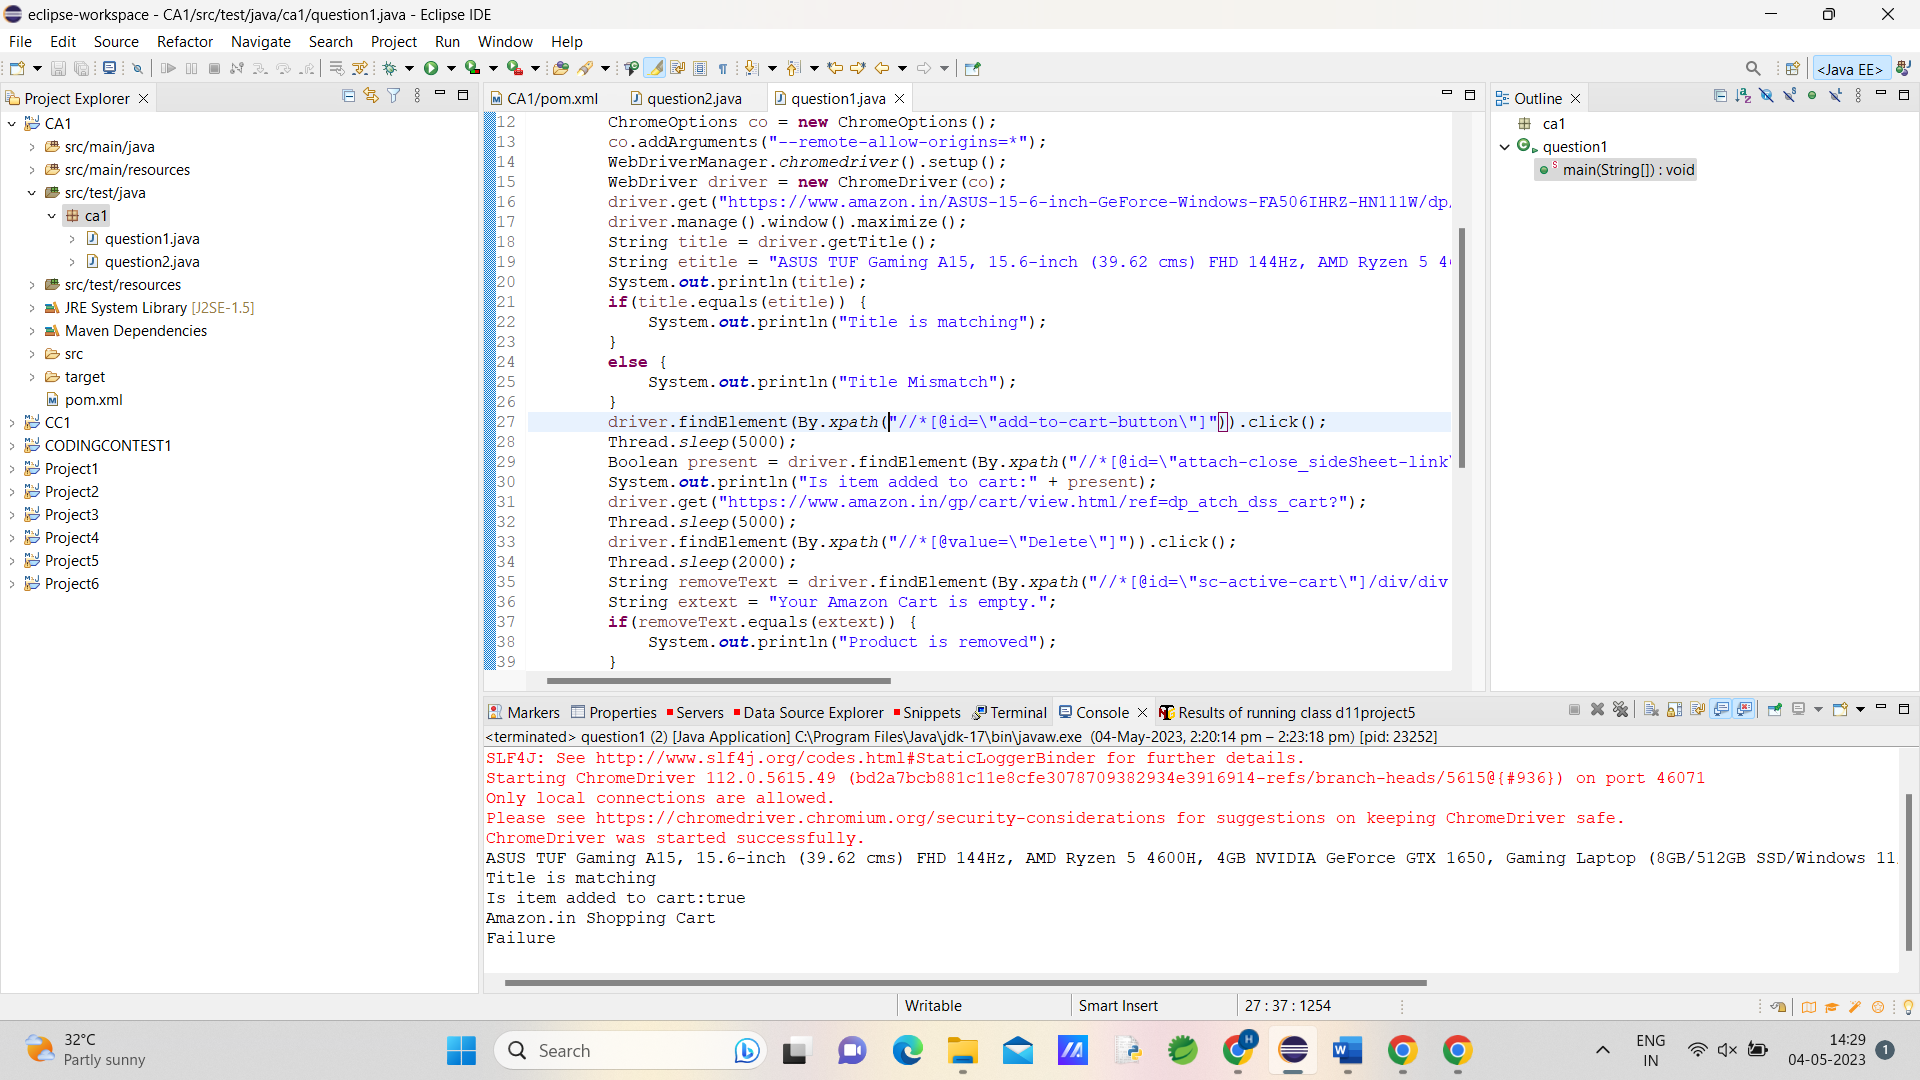 eclipse-workspace - CA1/src/test/java/ca1/question1.java - Eclipse IDE
File Edit Source Refactor Navigate Search Project Run Window Help
<Java EE>
Project Explorer
CA1
src/main/java
src/main/resources
src/test/java
ca1
question1.java
question2.java
src/test/resources
JRE System Library [J2SE-1.5]
Maven Dependencies
src
target
pom.xml
CC1
CODINGCONTEST1
Project1
Project2
Project3
Project4
Project5
Project6
CA1/pom.xml question2.java question1.java
12 ChromeOptions co = new ChromeOptions();
13 co.addArguments("--remote-allow-origins=*");
14 WebDriverManager.chromedriver().setup();
15 WebDriver driver = new ChromeDriver(co);
16 driver.get("https://www.amazon.in/ASUS-15-6-inch-GeForce-Windows-FA506IHRZ-HN111W/dp/
17 driver.manage().window().maximize();
18 String title = driver.getTitle();
19 String etitle = "ASUS TUF Gaming A15, 15.6-inch (39.62 cms) FHD 144Hz, AMD Ryzen 5 46
20 System.out.println(title);
21 if(title.equals(etitle)) {
22 System.out.println("Title is matching");
23 }
24 else {
25 System.out.println("Title Mismatch");
26 }
27 driver.findElement(By.xpath("//*[@id=\"add-to-cart-button\"]")).click();
28 Thread.sleep(5000);
29 Boolean present = driver.findElement(By.xpath("//*[@id=\"attach-close_sideSheet-link\
30 System.out.println("Is item added to cart:" + present);
31 driver.get("https://www.amazon.in/gp/cart/view.html/ref=dp_atch_dss_cart?");
32 Thread.sleep(5000);
33 driver.findElement(By.xpath("//*[@value=\"Delete\"]")).click();
34 Thread.sleep(2000);
35 String removeText = driver.findElement(By.xpath("//*[@id=\"sc-active-cart\"]/div/div
36 String extext = "Your Amazon Cart is empty.";
37 if(removeText.equals(extext)) {
38 System.out.println("Product is removed");
39 }
Outline
ca1
question1
main(String[]) : void
Markers Properties Servers Data Source Explorer Snippets Terminal Console Results of running class d11project5
<terminated> question1 (2) [Java Application] C:\Program Files\Java\jdk-17\bin\javaw.exe (04-May-2023, 2:20:14 pm – 2:23:18 pm) [pid: 23252]
SLF4J: See http://www.slf4j.org/codes.html#StaticLoggerBinder for further details.
Starting ChromeDriver 112.0.5615.49 (bd2a7bcb881c11e8cfe3078709382934e3916914-refs/branch-heads/5615@{#936}) on port 46071
Only local connections are allowed.
Please see https://chromedriver.chromium.org/security-considerations for suggestions on keeping ChromeDriver safe.
ChromeDriver was started successfully.
ASUS TUF Gaming A15, 15.6-inch (39.62 cms) FHD 144Hz, AMD Ryzen 5 4600H, 4GB NVIDIA GeForce GTX 1650, Gaming Laptop (8GB/512GB SSD/Windows 11
Title is matching
Is item added to cart:true
Amazon.in Shopping Cart
Failure
Writable Smart Insert 27 : 37 : 1254
32°C
Partly sunny
Search
ENG
IN
14:29
04-05-2023
1